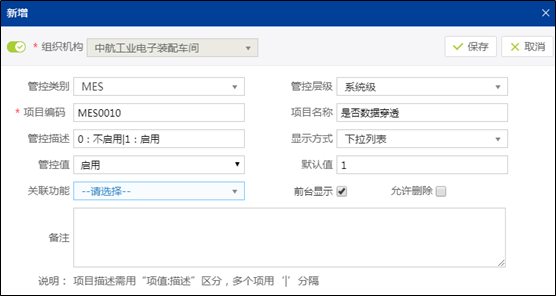 新增
* 组织机构 中航工业电子装配车间 保存 取消
管控类别 MES 管控层级 系统级
* 项目编码 MES0010 项目名称 是否数据穿透
管控描述 0：不启用|1：启用 显示方式 下拉列表
管控值 启用 默认值 1
关联功能 --请选择-- 前台显示 允许删除
备注
说明： 项目描述需用“项值:描述”区分，多个项用‘|’分隔